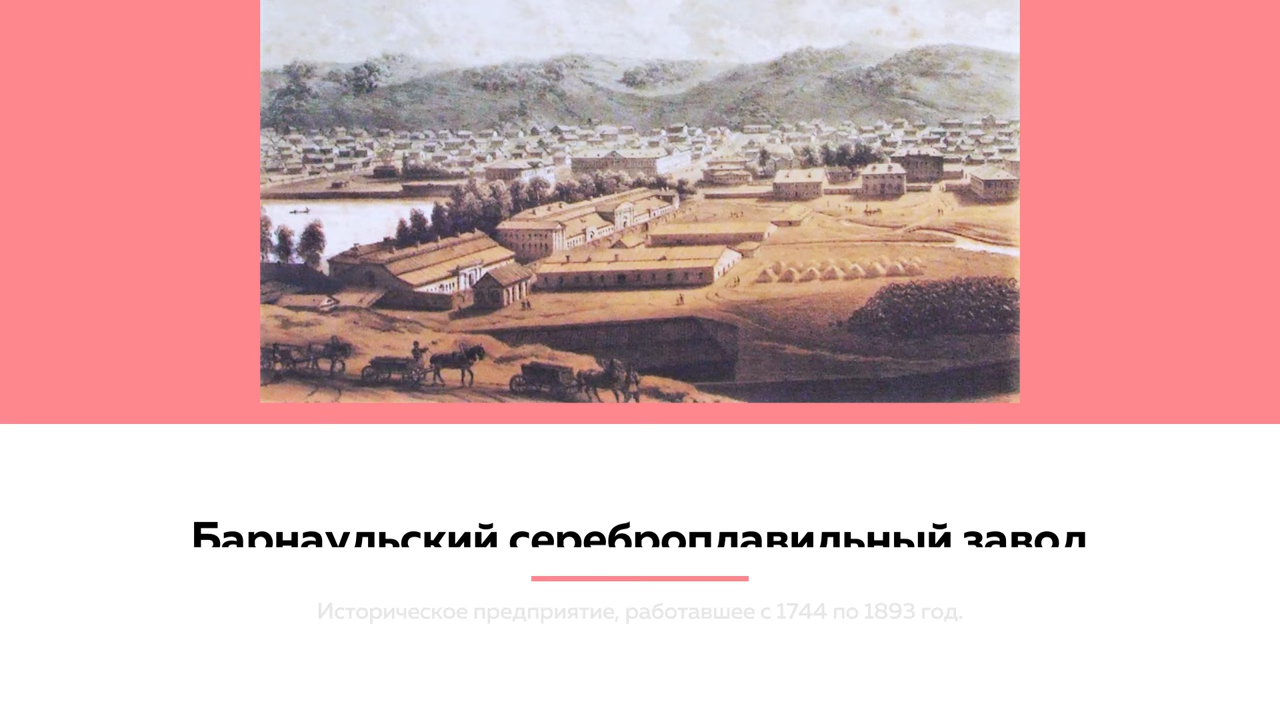 Барнаульский сереброплавильный завод
Историческое предприятие, работавшее с 1744 по 1893 год.